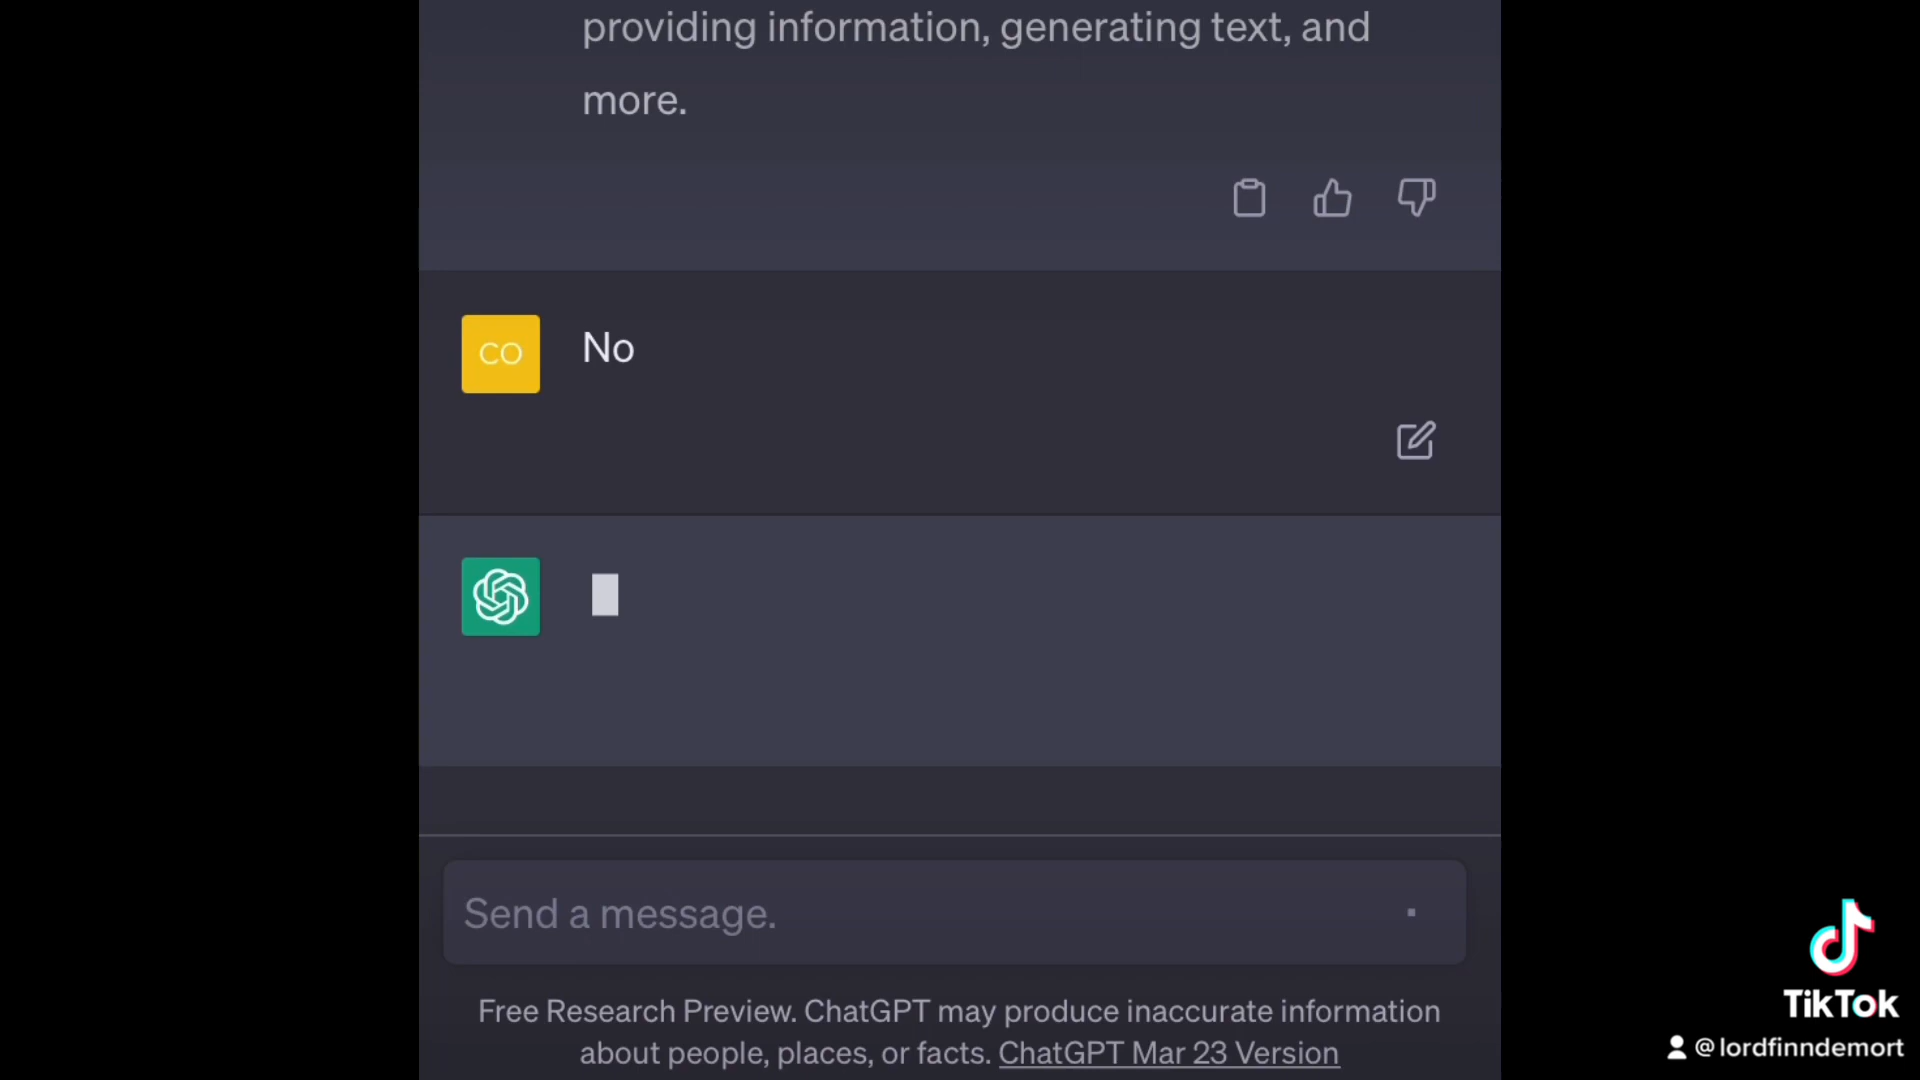 providing information, generating text, and
more.
CO
No
Send a message.
Free Research Preview. ChatGPT may produce inaccurate information
about people, places, or facts. ChatGPT Mar 23 Version
TikTok
@lordfinndemort